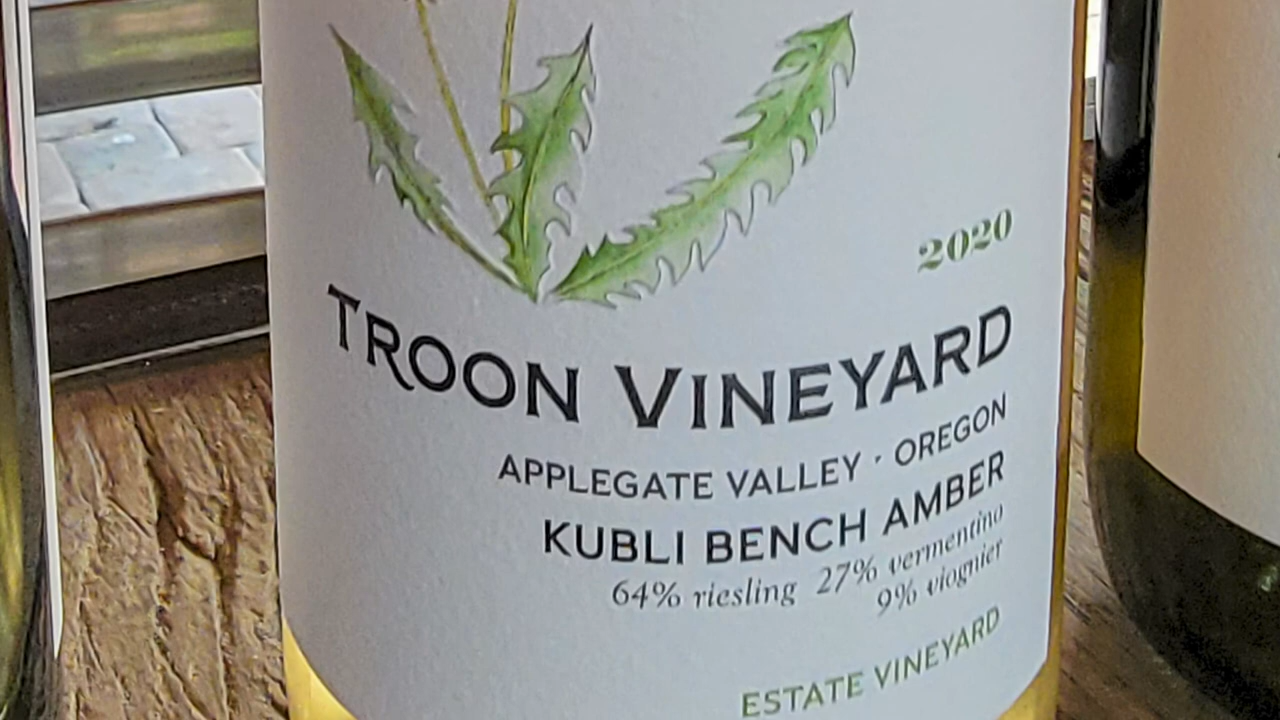 2020
TROON VINEYARD
APPLEGATE VALLEY · OREGON
KUBLI BENCH AMBER
64% riesling 27% vermentino
9% viognier
ESTATE VINEYARD